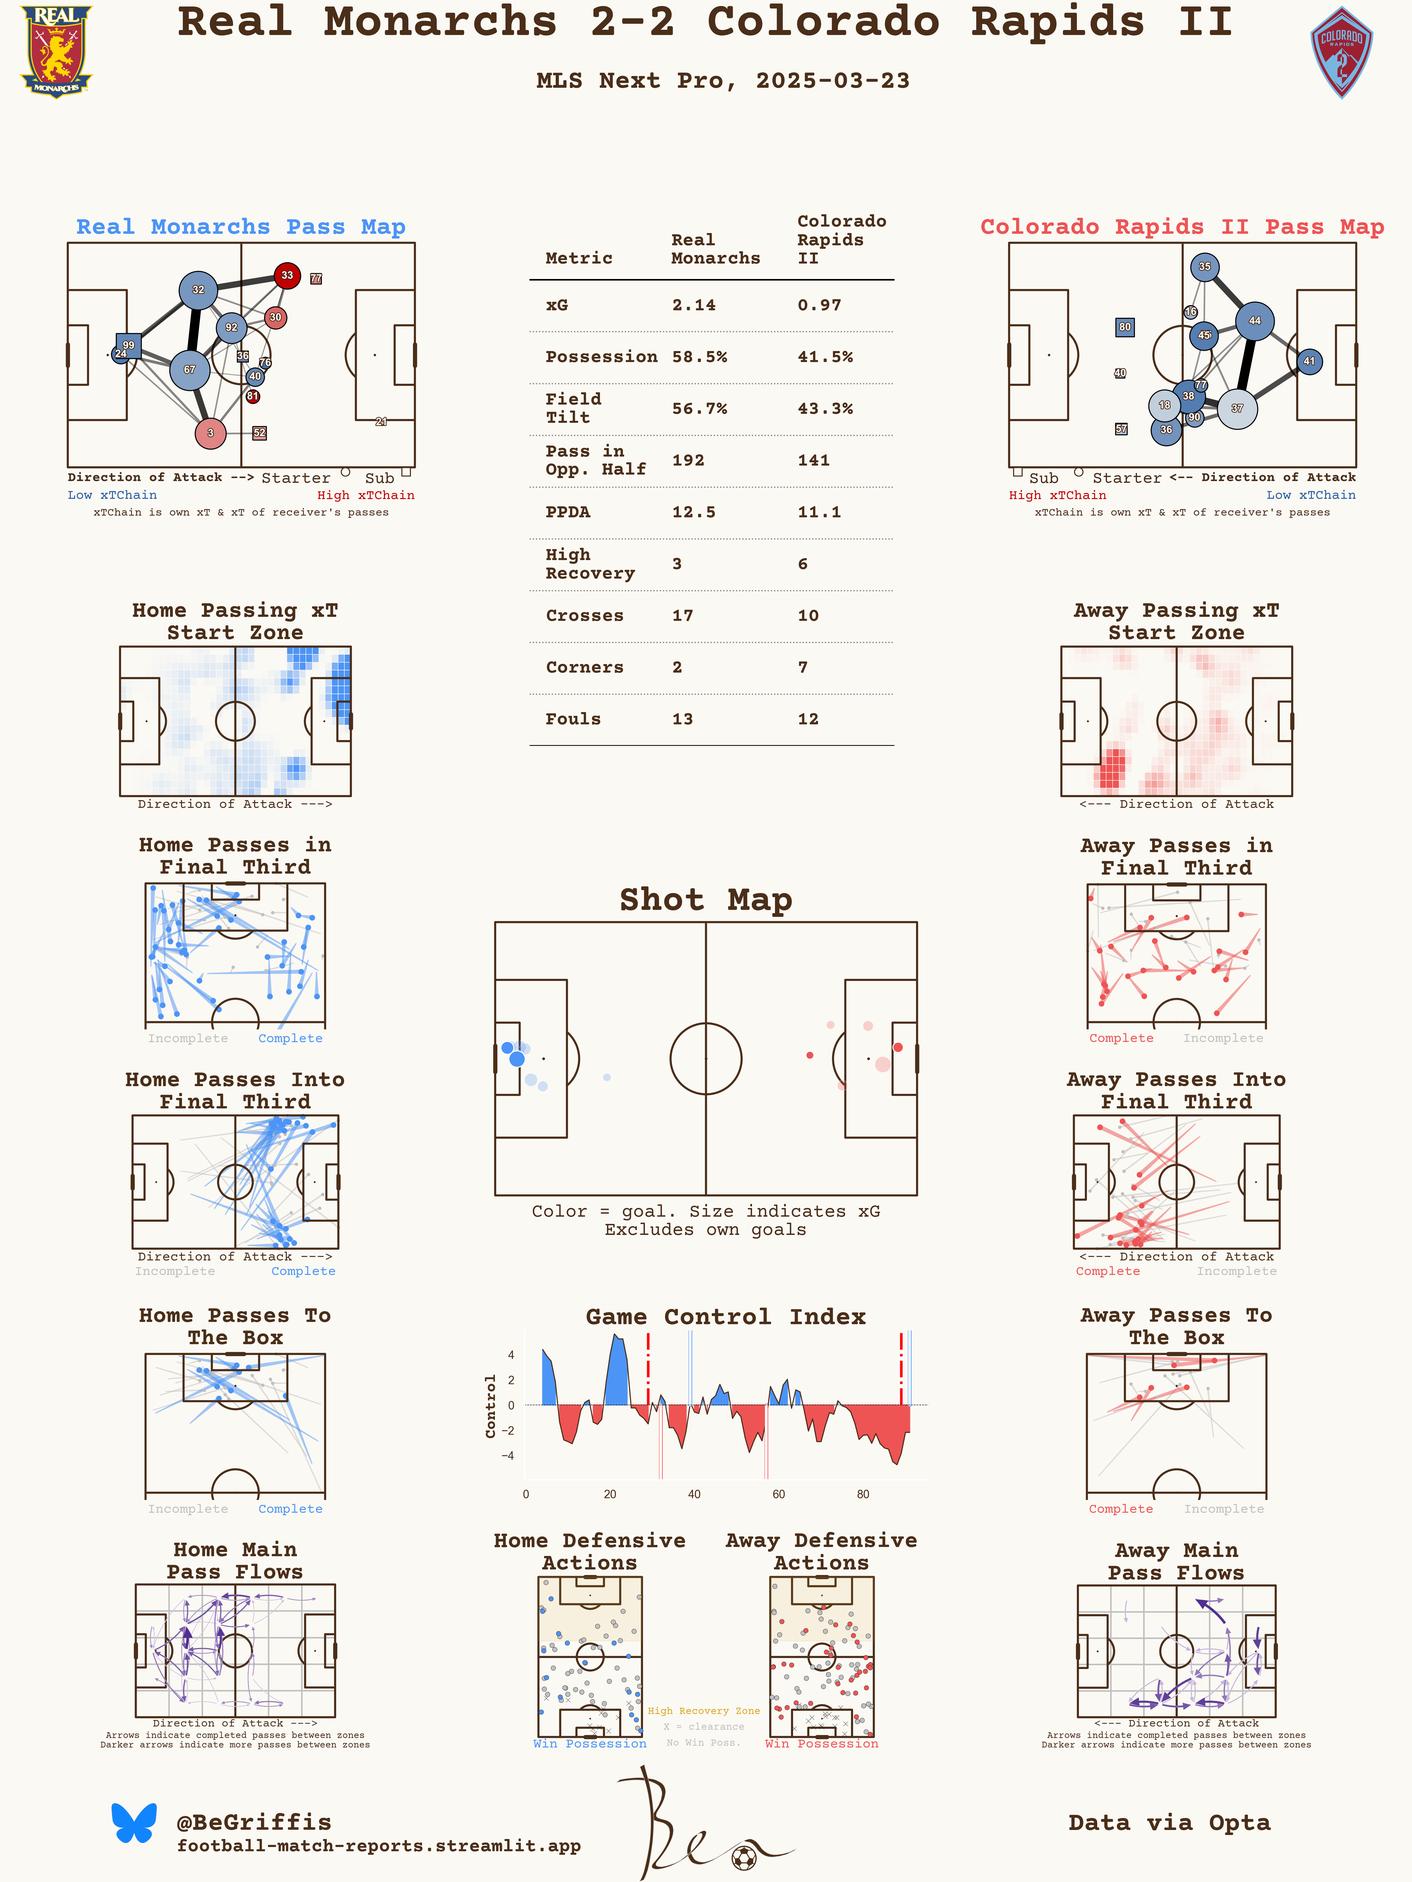 Real Monarchs 2-2 Colorado Rapids II
MLS Next Pro, 2025-03-23
REAL
MONARCHS
COLORADO
RAPIDS
2
Real Monarchs Pass Map
33
77
32
30
92
99
24
36
76
67
40
81
3
52
21
Direction of Attack --> Starter Sub
Low xTChain High xTChain
xTChain is own xT & xT of receiver's passes
Metric Real Monarchs Colorado Rapids II
xG 2.14 0.97
Possession 58.5% 41.5%
Field Tilt 56.7% 43.3%
Pass in Opp. Half 192 141
PPDA 12.5 11.1
High Recovery 3 6
Crosses 17 10
Corners 2 7
Fouls 13 12
Colorado Rapids II Pass Map
35
16
44
80
45
41
40
77
38
18
37
90
57
36
Sub Starter <-- Direction of Attack
High xTChain Low xTChain
xTChain is own xT & xT of receiver's passes
Home Passing xT
Start Zone
Direction of Attack --->
Away Passing xT
Start Zone
<--- Direction of Attack
Home Passes in
Final Third
Incomplete Complete
Away Passes in
Final Third
Complete Incomplete
Shot Map
Color = goal. Size indicates xG
Excludes own goals
Home Passes Into
Final Third
Direction of Attack --->
Incomplete Complete
Away Passes Into
Final Third
<--- Direction of Attack
Complete Incomplete
Home Passes To
The Box
Incomplete Complete
Game Control Index
Control
4
2
0
−2
−4
0 20 40 60 80
Away Passes To
The Box
Complete Incomplete
Home Main
Pass Flows
Direction of Attack --->
Arrows indicate completed passes between zones
Darker arrows indicate more passes between zones
Home Defensive
Actions
Win Possession
Away Defensive
Actions
Win Possession
High Recovery Zone
X = clearance
No Win Poss.
Away Main
Pass Flows
<--- Direction of Attack
Arrows indicate completed passes between zones
Darker arrows indicate more passes between zones
@BeGriffis
football-match-reports.streamlit.app
Ben
Data via Opta